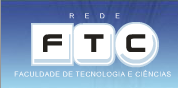 REDE
FTC
FACULDADE DE TECNOLOGIA E CIÊNCIAS